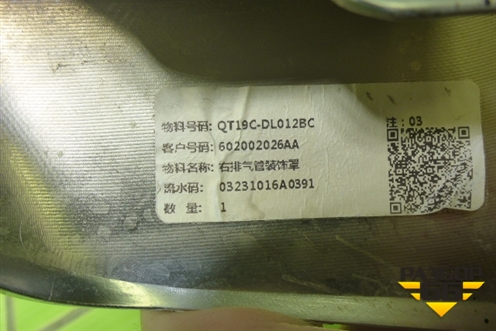 物料号码: QT19C-DL012BC
注: 03
客户号码: 602002026AA
物料名称: 右排气管装饰罩
流水码: 03231016A0391
数 量: 1